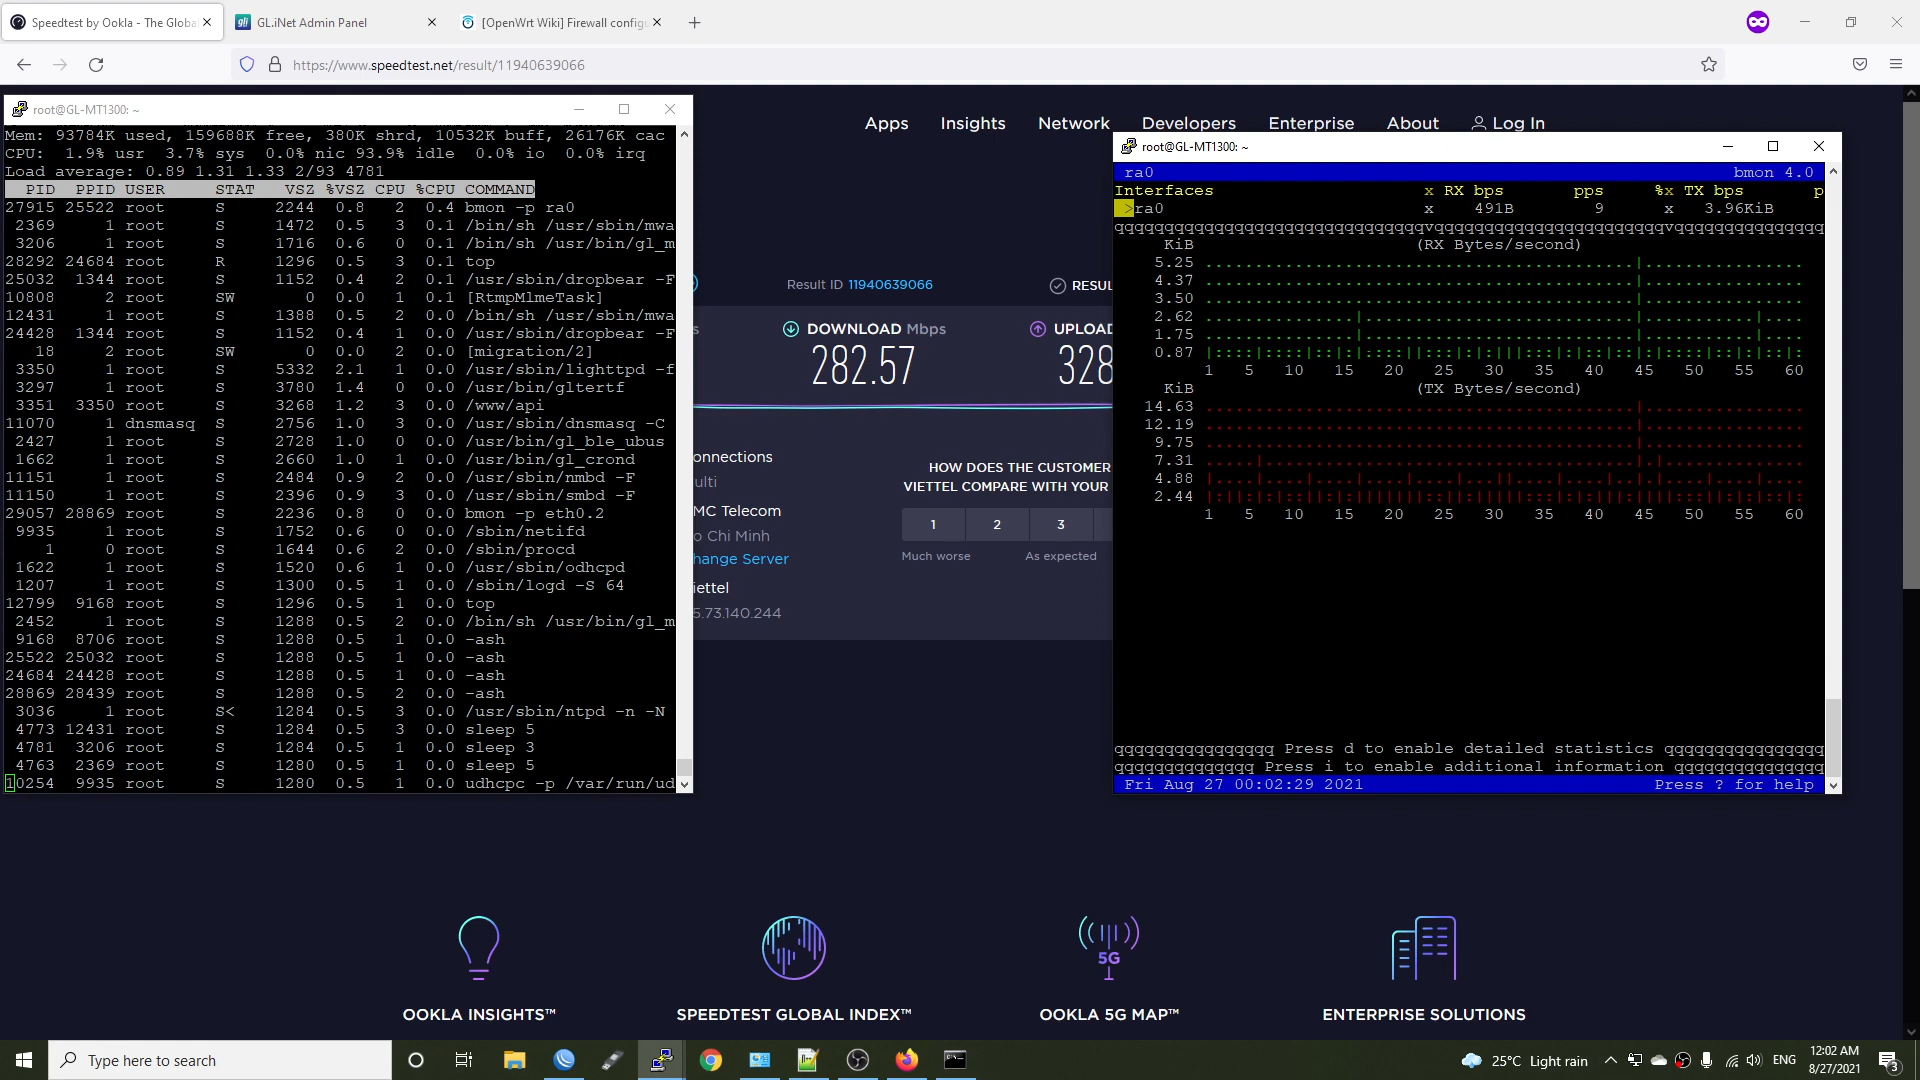 Speedtest by Ookla - The Globa
GL.iNet Admin Panel
[OpenWrt Wiki] Firewall configu
https://www.speedtest.net/result/11940639066
root@GL-MT1300: ~
Mem: 93784K used, 159688K free, 380K shrd, 10532K buff, 26176K cac
CPU:  1.9% usr  3.7% sys  0.0% nic 93.9% idle  0.0% io  0.0% irq
Load average: 0.89 1.31 1.33 2/93 4781
PID PPID USER STAT VSZ %VSZ CPU %CPU COMMAND
27915 25522 root S 2244 0.8 2 0.4 bmon -p ra0
2369 1 root S 1472 0.5 3 0.1 /bin/sh /usr/sbin/mwa
3206 1 root S 1716 0.6 0 0.1 /bin/sh /usr/bin/gl_m
28292 24684 root R 1296 0.5 3 0.1 top
25032 1344 root S 1152 0.4 2 0.1 /usr/sbin/dropbear -F
10808 2 root SW 0 0.0 1 0.1 [RtmpMlmeTask]
12431 1 root S 1388 0.5 2 0.0 /bin/sh /usr/sbin/mwa
24428 1344 root S 1152 0.4 1 0.0 /usr/sbin/dropbear -F
18 2 root SW 0 0.0 2 0.0 [migration/2]
3350 1 root S 5332 2.1 1 0.0 /usr/sbin/lighttpd -f
3297 1 root S 3780 1.4 0 0.0 /usr/bin/gltertf
3351 3350 root S 3268 1.2 3 0.0 /www/api
11070 1 dnsmasq S 2756 1.0 3 0.0 /usr/sbin/dnsmasq -C
2427 1 root S 2728 1.0 0 0.0 /usr/bin/gl_ble_ubus
1662 1 root S 2660 1.0 1 0.0 /usr/bin/gl_crond
11151 1 root S 2484 0.9 2 0.0 /usr/sbin/nmbd -F
11150 1 root S 2396 0.9 3 0.0 /usr/sbin/smbd -F
29057 28869 root S 2236 0.8 0 0.0 bmon -p eth0.2
9935 1 root S 1752 0.6 0 0.0 /sbin/netifd
1 0 root S 1644 0.6 2 0.0 /sbin/procd
1622 1 root S 1520 0.6 1 0.0 /usr/sbin/odhcpd
1207 1 root S 1300 0.5 1 0.0 /sbin/logd -S 64
12799 9168 root S 1296 0.5 1 0.0 top
2452 1 root S 1288 0.5 2 0.0 /bin/sh /usr/bin/gl_m
9168 8706 root S 1288 0.5 1 0.0 -ash
25522 25032 root S 1288 0.5 1 0.0 -ash
24684 24428 root S 1288 0.5 1 0.0 -ash
28869 28439 root S 1288 0.5 2 0.0 -ash
3036 1 root S< 1284 0.5 3 0.0 /usr/sbin/ntpd -n -N
4773 12431 root S 1284 0.5 3 0.0 sleep 5
4781 3206 root S 1284 0.5 1 0.0 sleep 3
4763 2369 root S 1280 0.5 1 0.0 sleep 5
10254 9935 root S 1280 0.5 1 0.0 udhcpc -p /var/run/ud
Apps Insights Network Developers Enterprise About Log In
Result ID 11940639066
RESUL
s
DOWNLOAD Mbps
UPLOAD
282.57
328
onnections
ulti
MC Telecom
o Chi Minh
hange Server
iettel
5.73.140.244
HOW DOES THE CUSTOMER
VIETTEL COMPARE WITH YOUR
1 2 3
Much worse As expected
root@GL-MT1300: ~
ra0 bmon 4.0
Interfaces x RX bps pps %x TX bps p
>ra0 x 491B 9 x 3.96KiB
qqqqqqqqqqqqqqqqqqqqqqqqqqqqqqqvqqqqqqqqqqqqqqqqqqqqqqqvqqqqqqqqqqqqqqq
KiB (RX Bytes/second)
5.25
4.37
3.50
2.62
1.75
0.87
1 5 10 15 20 25 30 35 40 45 50 55 60
KiB (TX Bytes/second)
14.63
12.19
9.75
7.31
4.88
2.44
1 5 10 15 20 25 30 35 40 45 50 55 60
qqqqqqqqqqqqqqqq Press d to enable detailed statistics qqqqqqqqqqqqqqqq
qqqqqqqqqqqqqq Press i to enable additional information qqqqqqqqqqqqqqq
Fri Aug 27 00:02:29 2021 Press ? for help
5G
OOKLA INSIGHTS™
SPEEDTEST GLOBAL INDEX™
OOKLA 5G MAP™
ENTERPRISE SOLUTIONS
Type here to search
25°C Light rain
ENG
12:02 AM
8/27/2021
3